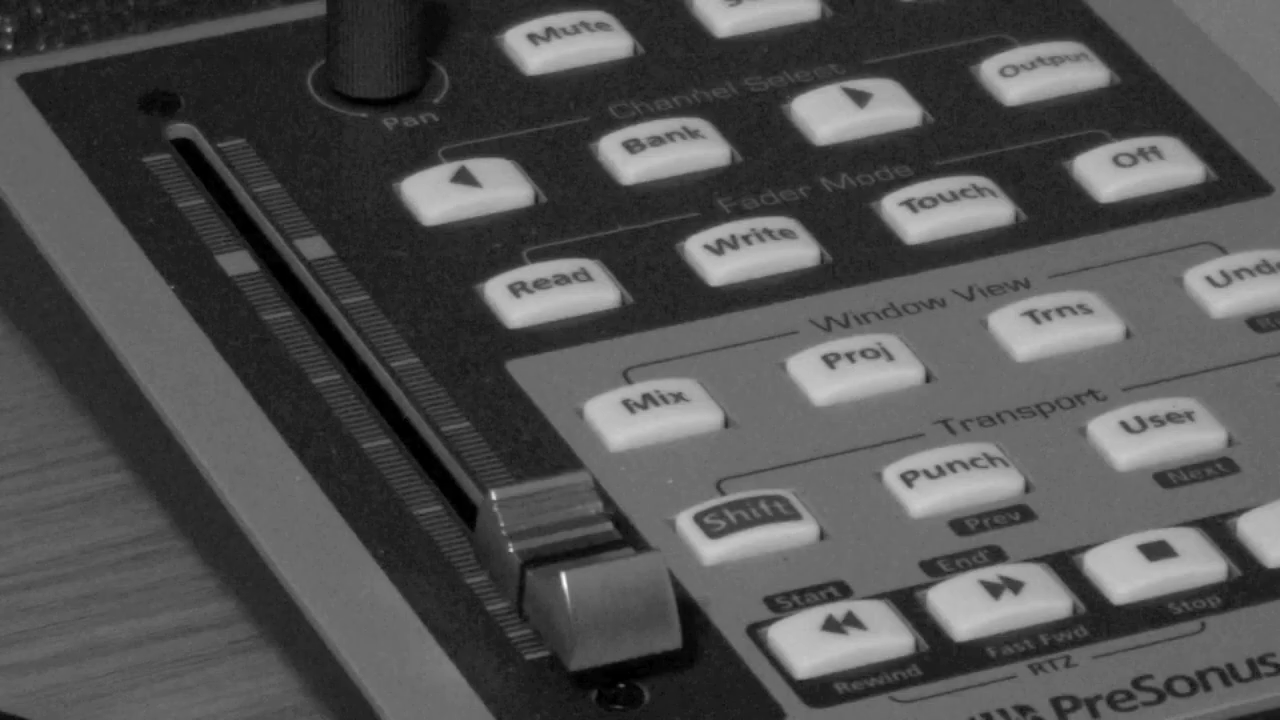 Mute
Output
Pan
Channel Select
Bank
Off
Fader Mode
Touch
Write
Read
Window View
Trns
Proj
Mix
Transport
User
Next
Punch
Prev
Shift
End
Start
Stop
Fast Fwd
Rewind
RTZ
PreSonus